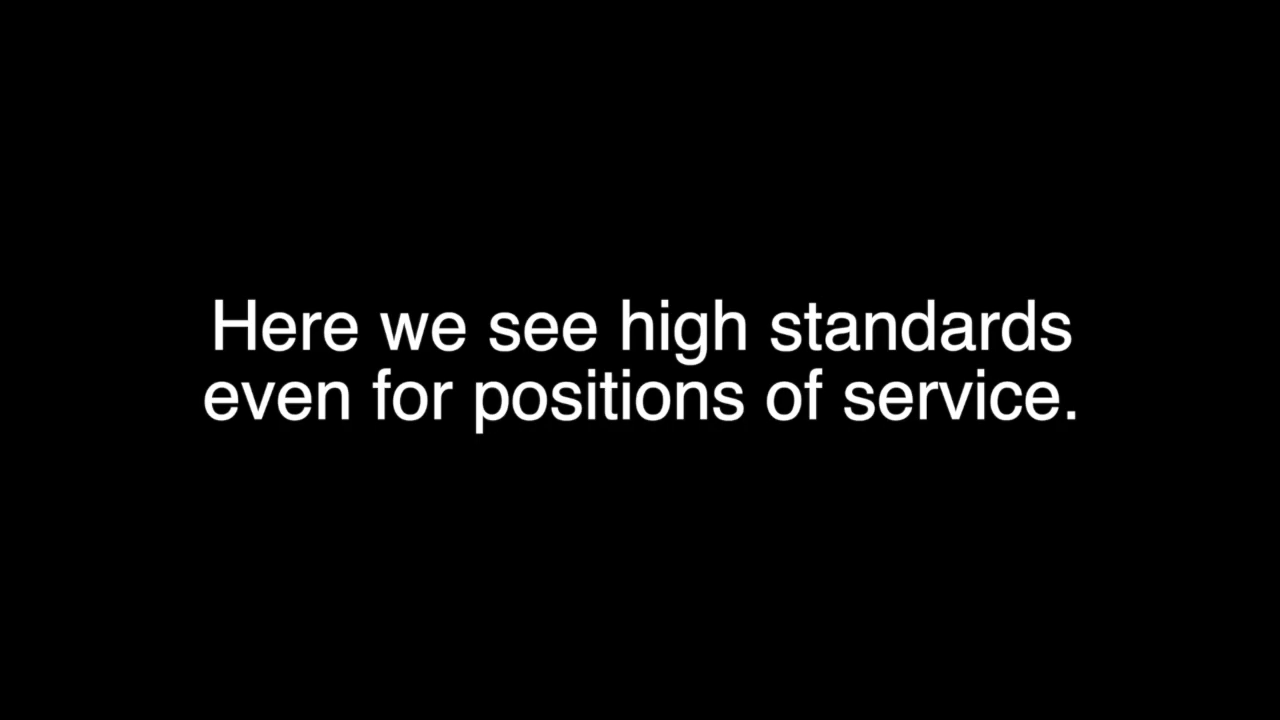 Here we see high standards
even for positions of service.